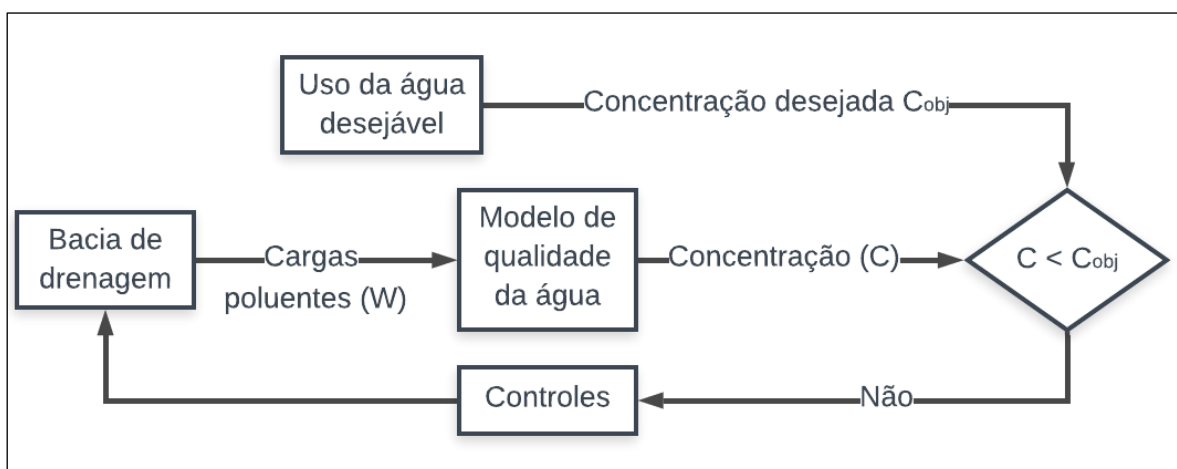 Uso da água
desejável
Concentração desejada Cobj
Bacia de
drenagem
Cargas
poluentes (W)
Modelo de
qualidade
da água
Concentração (C)
C < Cobj
Controles
Não